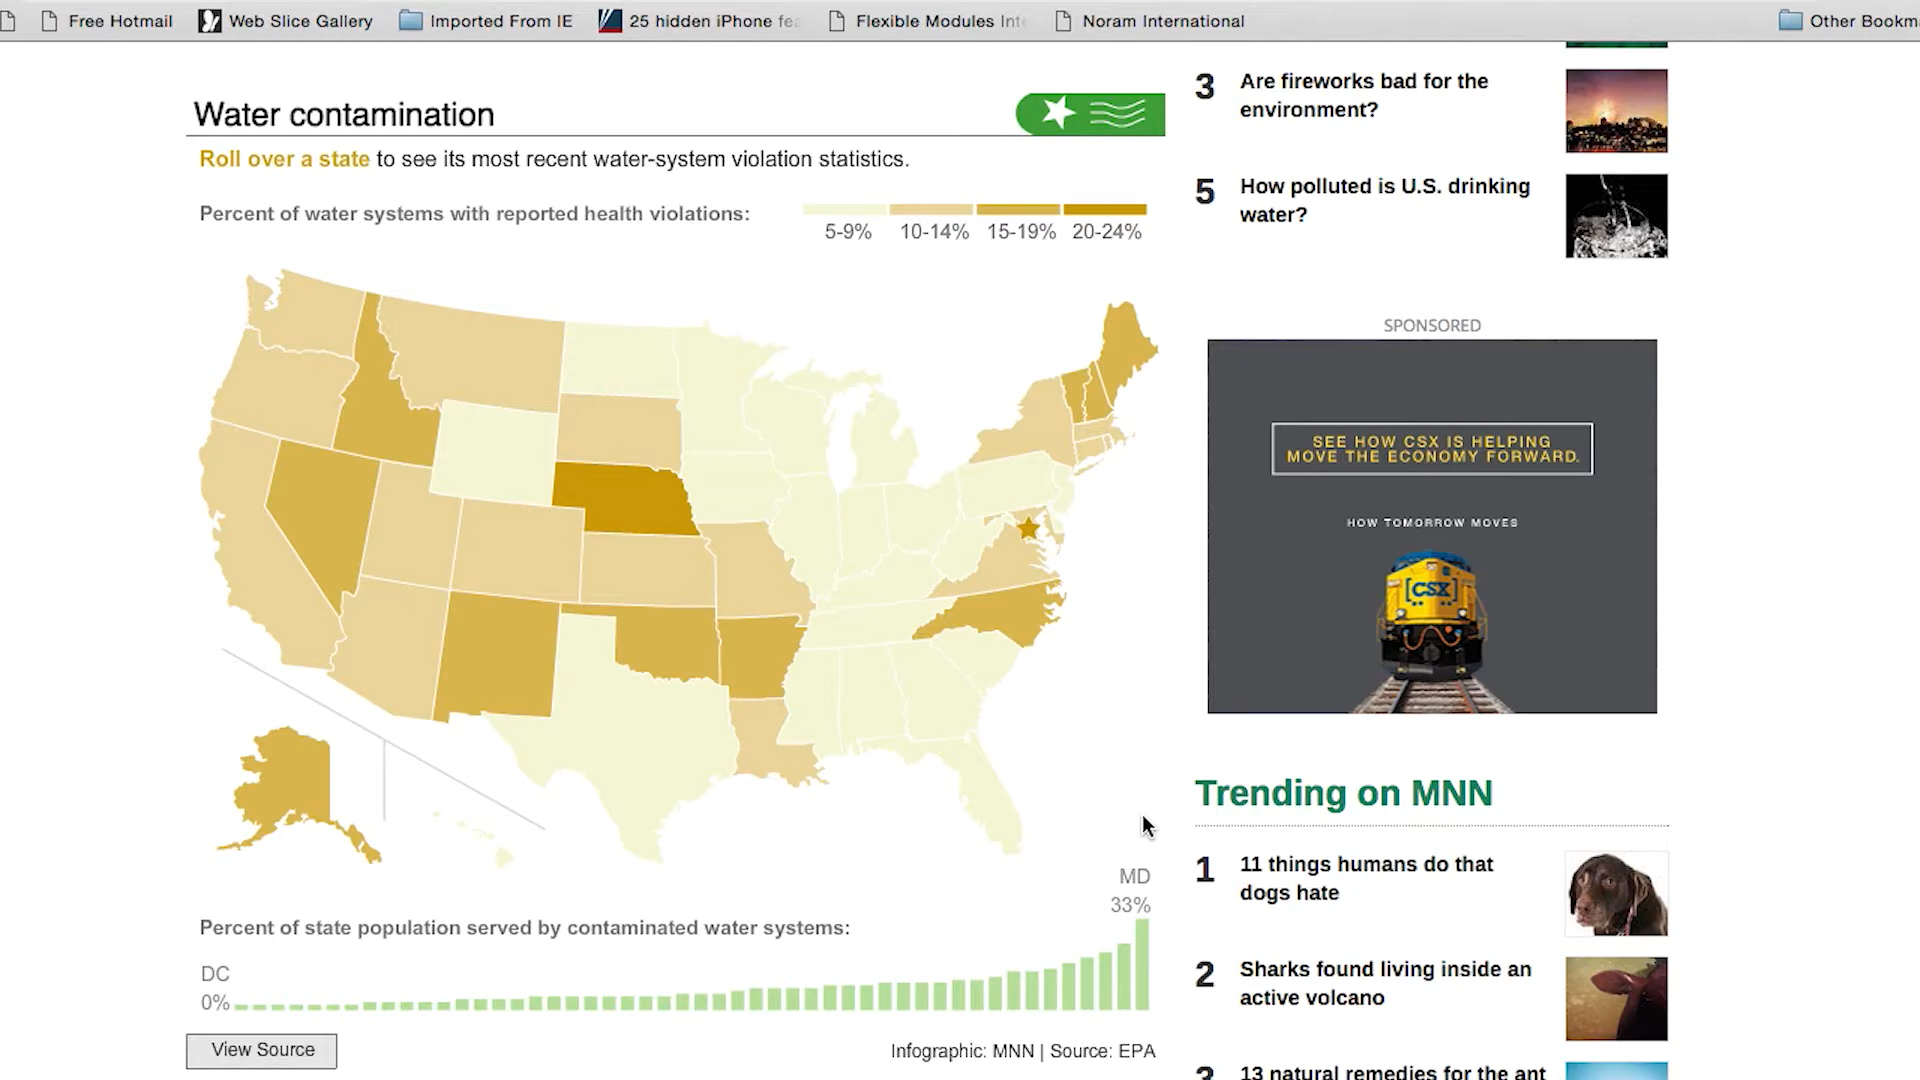 Free Hotmail
Web Slice Gallery
Imported From IE
25 hidden iPhone fea
Flexible Modules Int
Noram International
Other Bookm
Water contamination
Roll over a state to see its most recent water-system violation statistics.
Percent of water systems with reported health violations:
5-9% 10-14% 15-19% 20-24%
MD
33%
Percent of state population served by contaminated water systems:
DC
0%
View Source
Infographic: MNN | Source: EPA
3 Are fireworks bad for the
environment?
5 How polluted is U.S. drinking
water?
SPONSORED
SEE HOW CSX IS HELPING
MOVE THE ECONOMY FORWARD.
HOW TOMORROW MOVES
[CSX]
Trending on MNN
1 11 things humans do that
dogs hate
2 Sharks found living inside an
active volcano
3 13 natural remedies for the ant